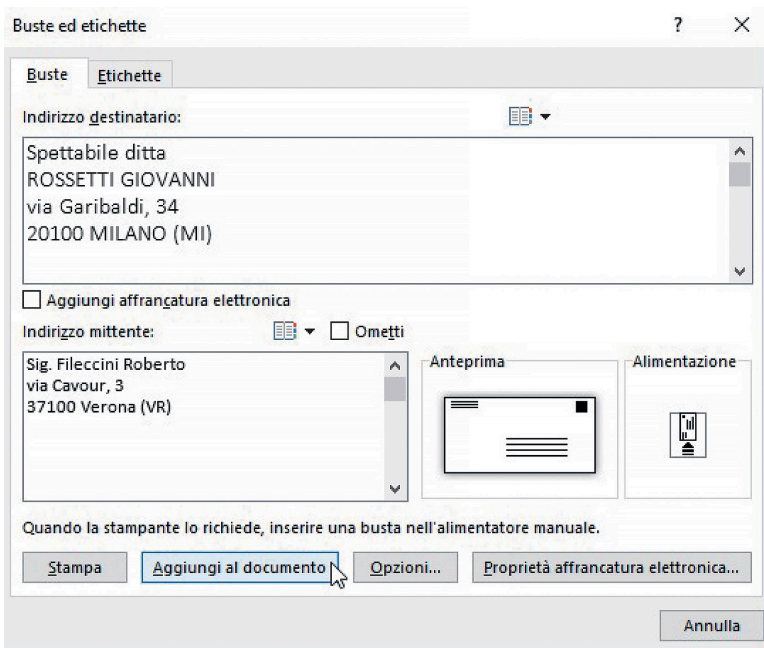 Buste ed etichette ? ×
Buste Etichette
Indirizzo destinatario:
Spettabile ditta
ROSSETTI GIOVANNI
via Garibaldi, 34
20100 MILANO (MI)
Aggiungi affrancatura elettronica
Indirizzo mittente: Ometti
Sig. Fileccini Roberto
via Cavour, 3
37100 Verona (VR)
Anteprima Alimentazione
Quando la stampante lo richiede, inserire una busta nell'alimentatore manuale.
Stampa Aggiungi al documento Opzioni... Proprietà affrancatura elettronica...
Annulla